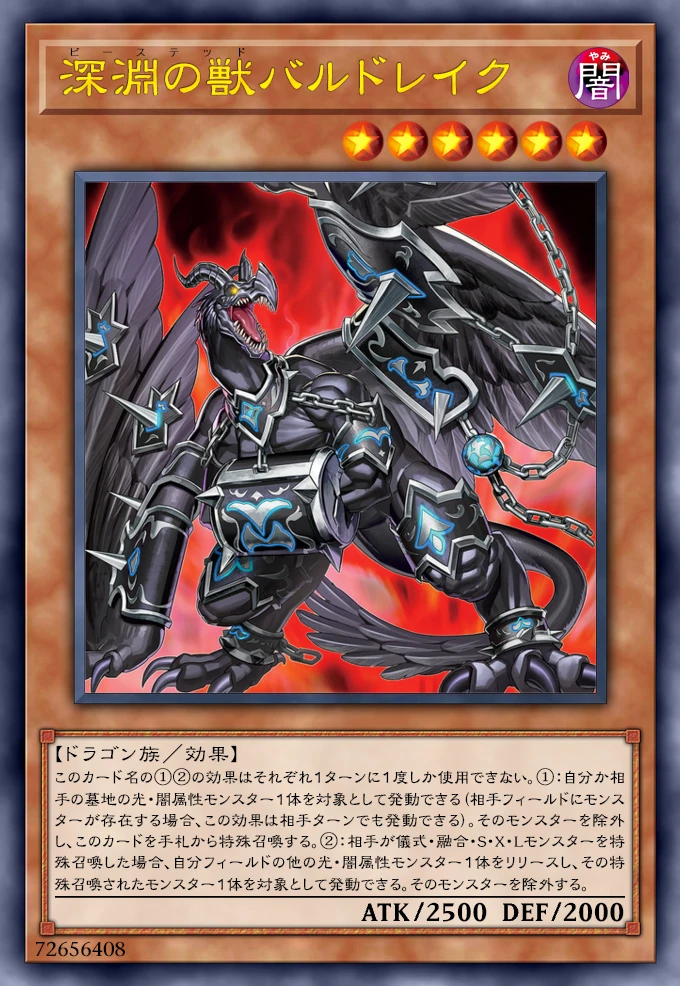 ビーステッド
深淵の獣バルドレイク
やみ
闇
【ドラゴン族／効果】
このカード名の①②の効果はそれぞれ1ターンに1度しか使用できない。①:自分か相
手の墓地の光・闇属性モンスター1体を対象として発動できる(相手フィールドにモンス
ターが存在する場合、この効果は相手ターンでも発動できる)。そのモンスターを除外
し、このカードを手札から特殊召喚する。②:相手が儀式・融合・S・X・Lモンスターを特
殊召喚した場合、自分フィールドの他の光・闇属性モンスター1体をリリースし、その特
殊召喚されたモンスター1体を対象として発動できる。そのモンスターを除外する。
ATK/2500 DEF/2000
72656408